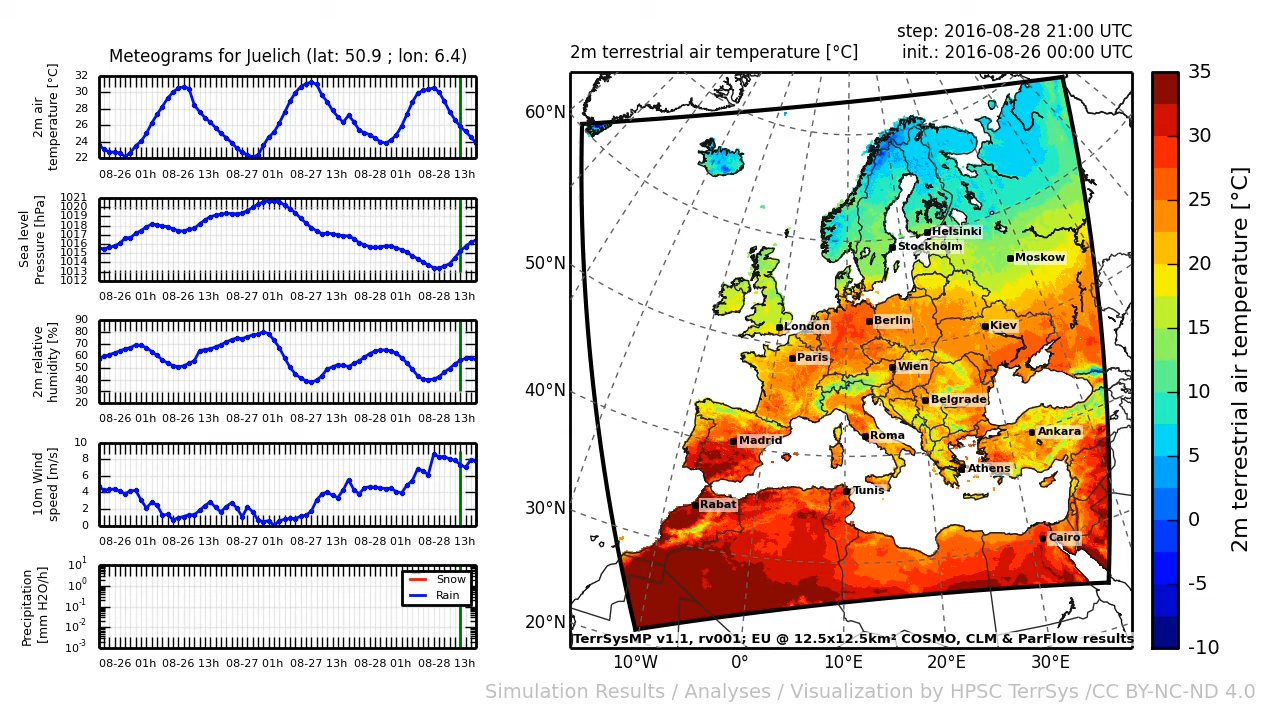 step: 2016-08-28 21:00 UTC
Meteograms for Juelich (lat: 50.9 ; lon: 6.4)
2m terrestrial air temperature [°C]
init.: 2016-08-26 00:00 UTC
2m air
temperature [°C]
32
30
28
26
24
22
08-26 01h 08-26 13h 08-27 01h 08-27 13h 08-28 01h 08-28 13h
Sea level
Pressure [hPa]
1021
1020
1019
1018
1017
1016
1015
1014
1013
1012
08-26 01h 08-26 13h 08-27 01h 08-27 13h 08-28 01h 08-28 13h
2m relative
humidity [%]
90
80
70
60
50
40
30
20
08-26 01h 08-26 13h 08-27 01h 08-27 13h 08-28 01h 08-28 13h
10m Wind
speed [m/s]
10
8
6
4
2
0
08-26 01h 08-26 13h 08-27 01h 08-27 13h 08-28 01h 08-28 13h
Precipitation
[mm H2O/h]
10^1
10^0
10^-1
10^-2
10^-3
Snow
Rain
08-26 01h 08-26 13h 08-27 01h 08-27 13h 08-28 01h 08-28 13h
60°N
50°N
40°N
30°N
20°N
Helsinki
Stockholm
Moskow
London
Berlin
Kiev
Paris
Wien
Belgrade
Madrid
Roma
Ankara
Athens
Tunis
Rabat
Cairo
TerrSysMP v1.1, rv001; EU @ 12.5x12.5km² COSMO, CLM & ParFlow results
10°W 0° 10°E 20°E 30°E
35
30
25
20
15
10
5
0
-5
-10
2m terrestrial air temperature [°C]
Simulation Results / Analyses / Visualization by HPSC TerrSys /CC BY-NC-ND 4.0